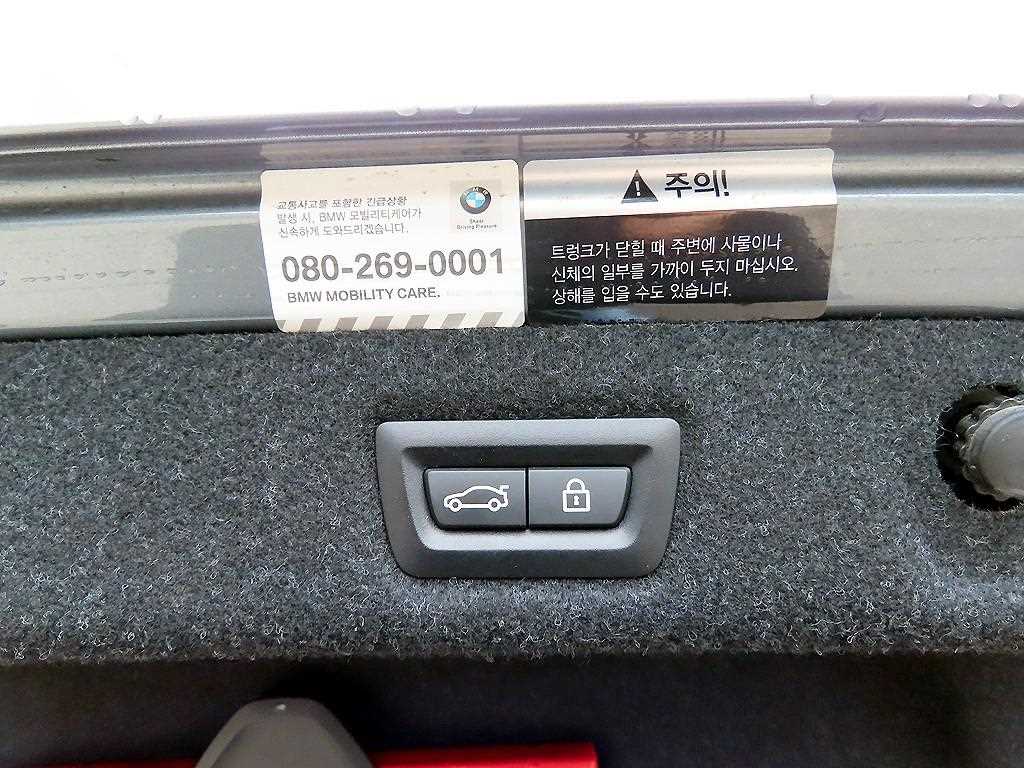 교통사고를 포함한 긴급상황
발생 시, BMW 모빌리티케어가
신속하게 도와드리겠습니다.
BMW
Sheer
Driving Pleasure
080-269-0001
BMW MOBILITY CARE.
주의!
트렁크가 닫힐 때 주변에 사물이나
신체의 일부를 가까이 두지 마십시오.
상해를 입을 수도 있습니다.